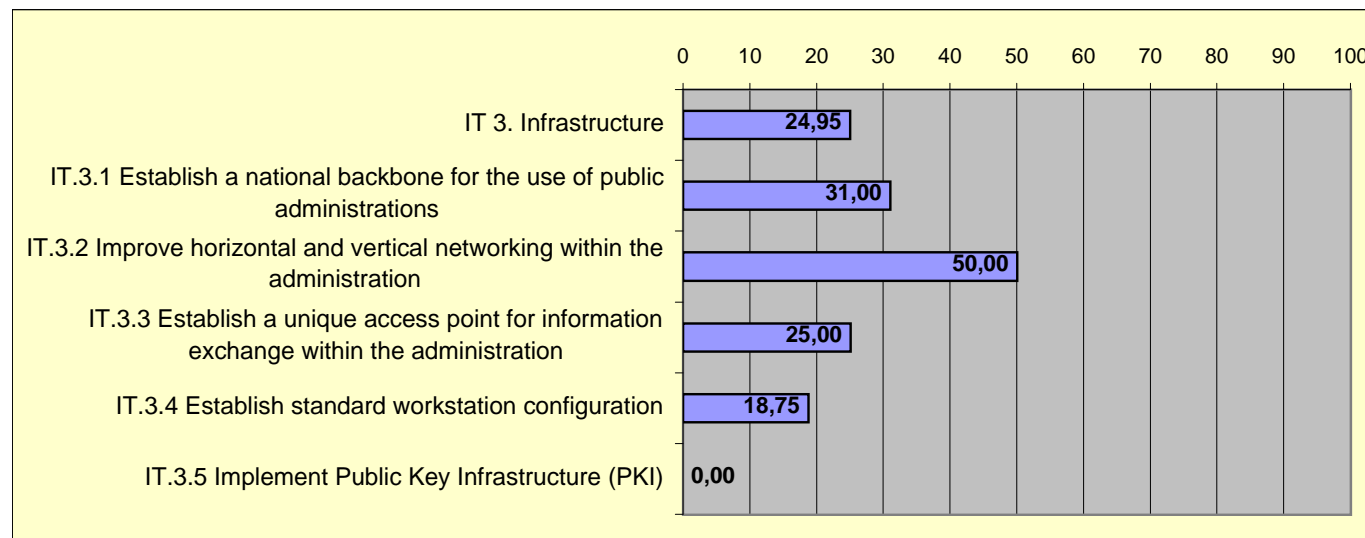 0 10 20 30 40 50 60 70 80 90 100
IT 3. Infrastructure
24,95
IT.3.1 Establish a national backbone for the use of public
administrations
31,00
IT.3.2 Improve horizontal and vertical networking within the
administration
50,00
IT.3.3 Establish a unique access point for information
exchange within the administration
25,00
IT.3.4 Establish standard workstation configuration
18,75
IT.3.5 Implement Public Key Infrastructure (PKI)
0,00